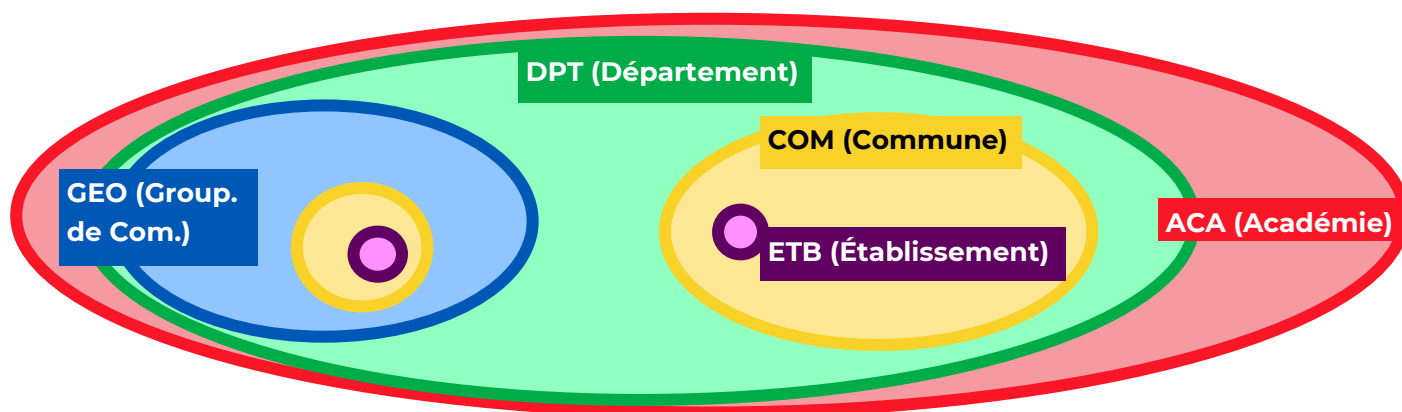 DPT (Département)
COM (Commune)
GEO (Group.
de Com.)
ACA (Académie)
ETB (Établissement)